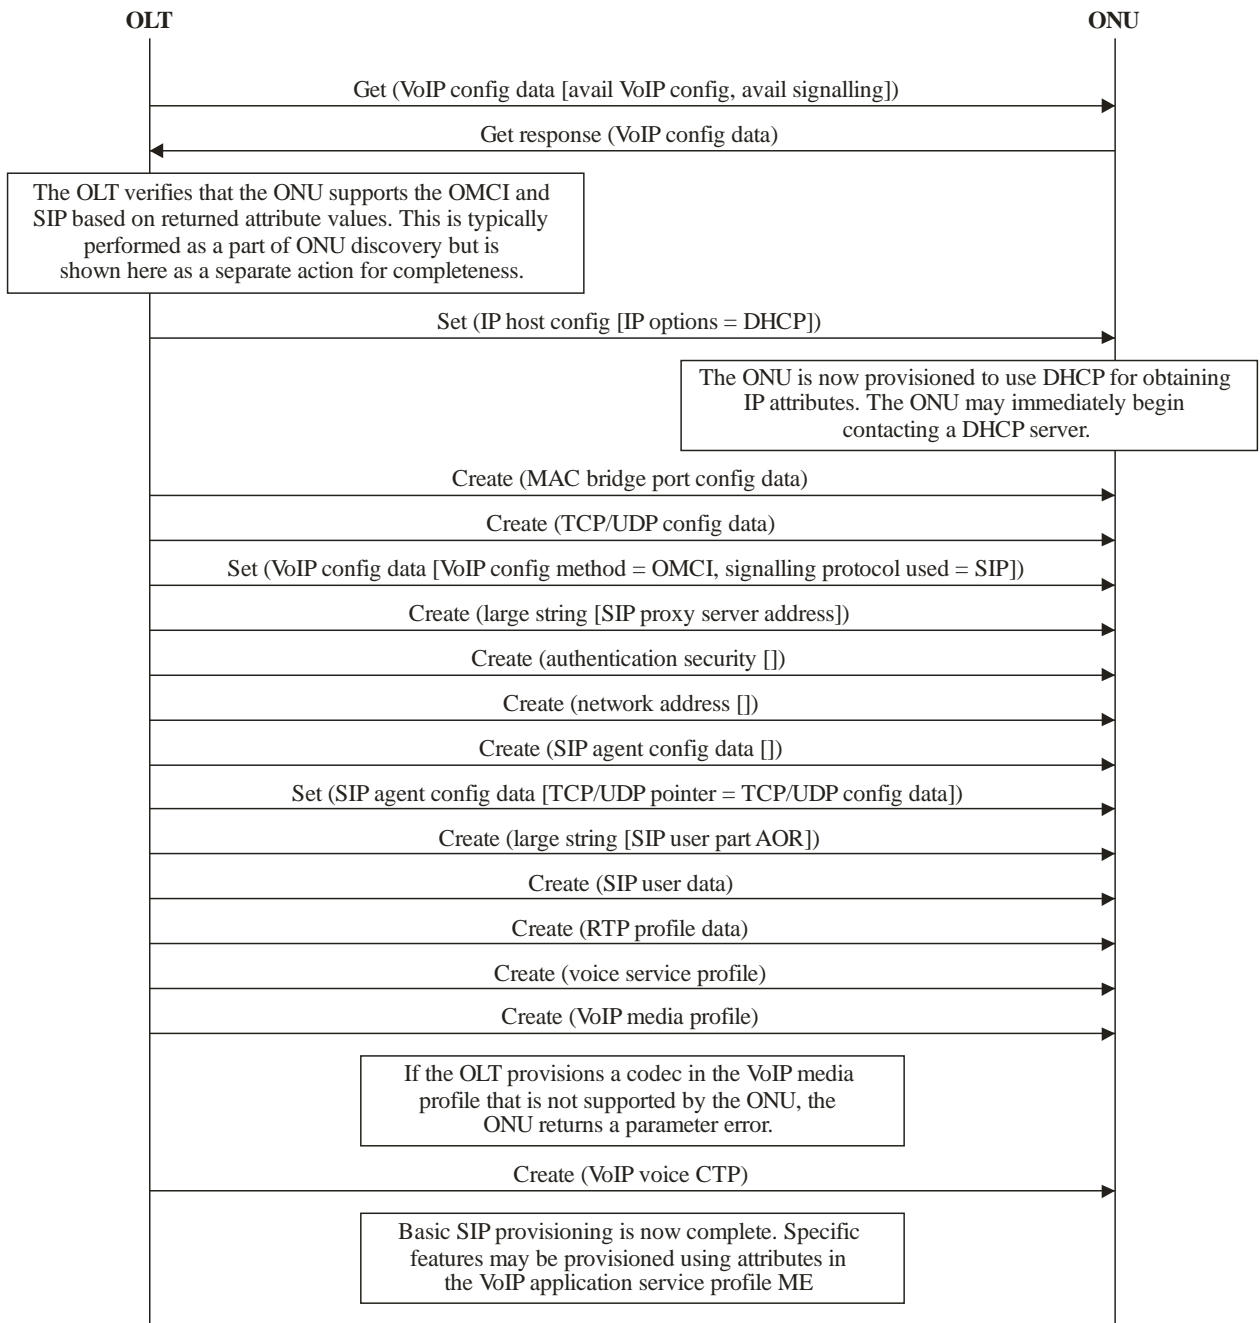 OLT
ONU
Get (VoIP config data [avail VoIP config, avail signalling])
Get response (VoIP config data)
The OLT verifies that the ONU supports the OMCI and
SIP based on returned attribute values. This is typically
performed as a part of ONU discovery but is
shown here as a separate action for completeness.
Set (IP host config [IP options = DHCP])
The ONU is now provisioned to use DHCP for obtaining
IP attributes. The ONU may immediately begin
contacting a DHCP server.
Create (MAC bridge port config data)
Create (TCP/UDP config data)
Set (VoIP config data [VoIP config method = OMCI, signalling protocol used = SIP])
Create (large string [SIP proxy server address])
Create (authentication security [])
Create (network address [])
Create (SIP agent config data [])
Set (SIP agent config data [TCP/UDP pointer = TCP/UDP config data])
Create (large string [SIP user part AOR])
Create (SIP user data)
Create (RTP profile data)
Create (voice service profile)
Create (VoIP media profile)
If the OLT provisions a codec in the VoIP media
profile that is not supported by the ONU, the
ONU returns a parameter error.
Create (VoIP voice CTP)
Basic SIP provisioning is now complete. Specific
features may be provisioned using attributes in
the VoIP application service profile ME